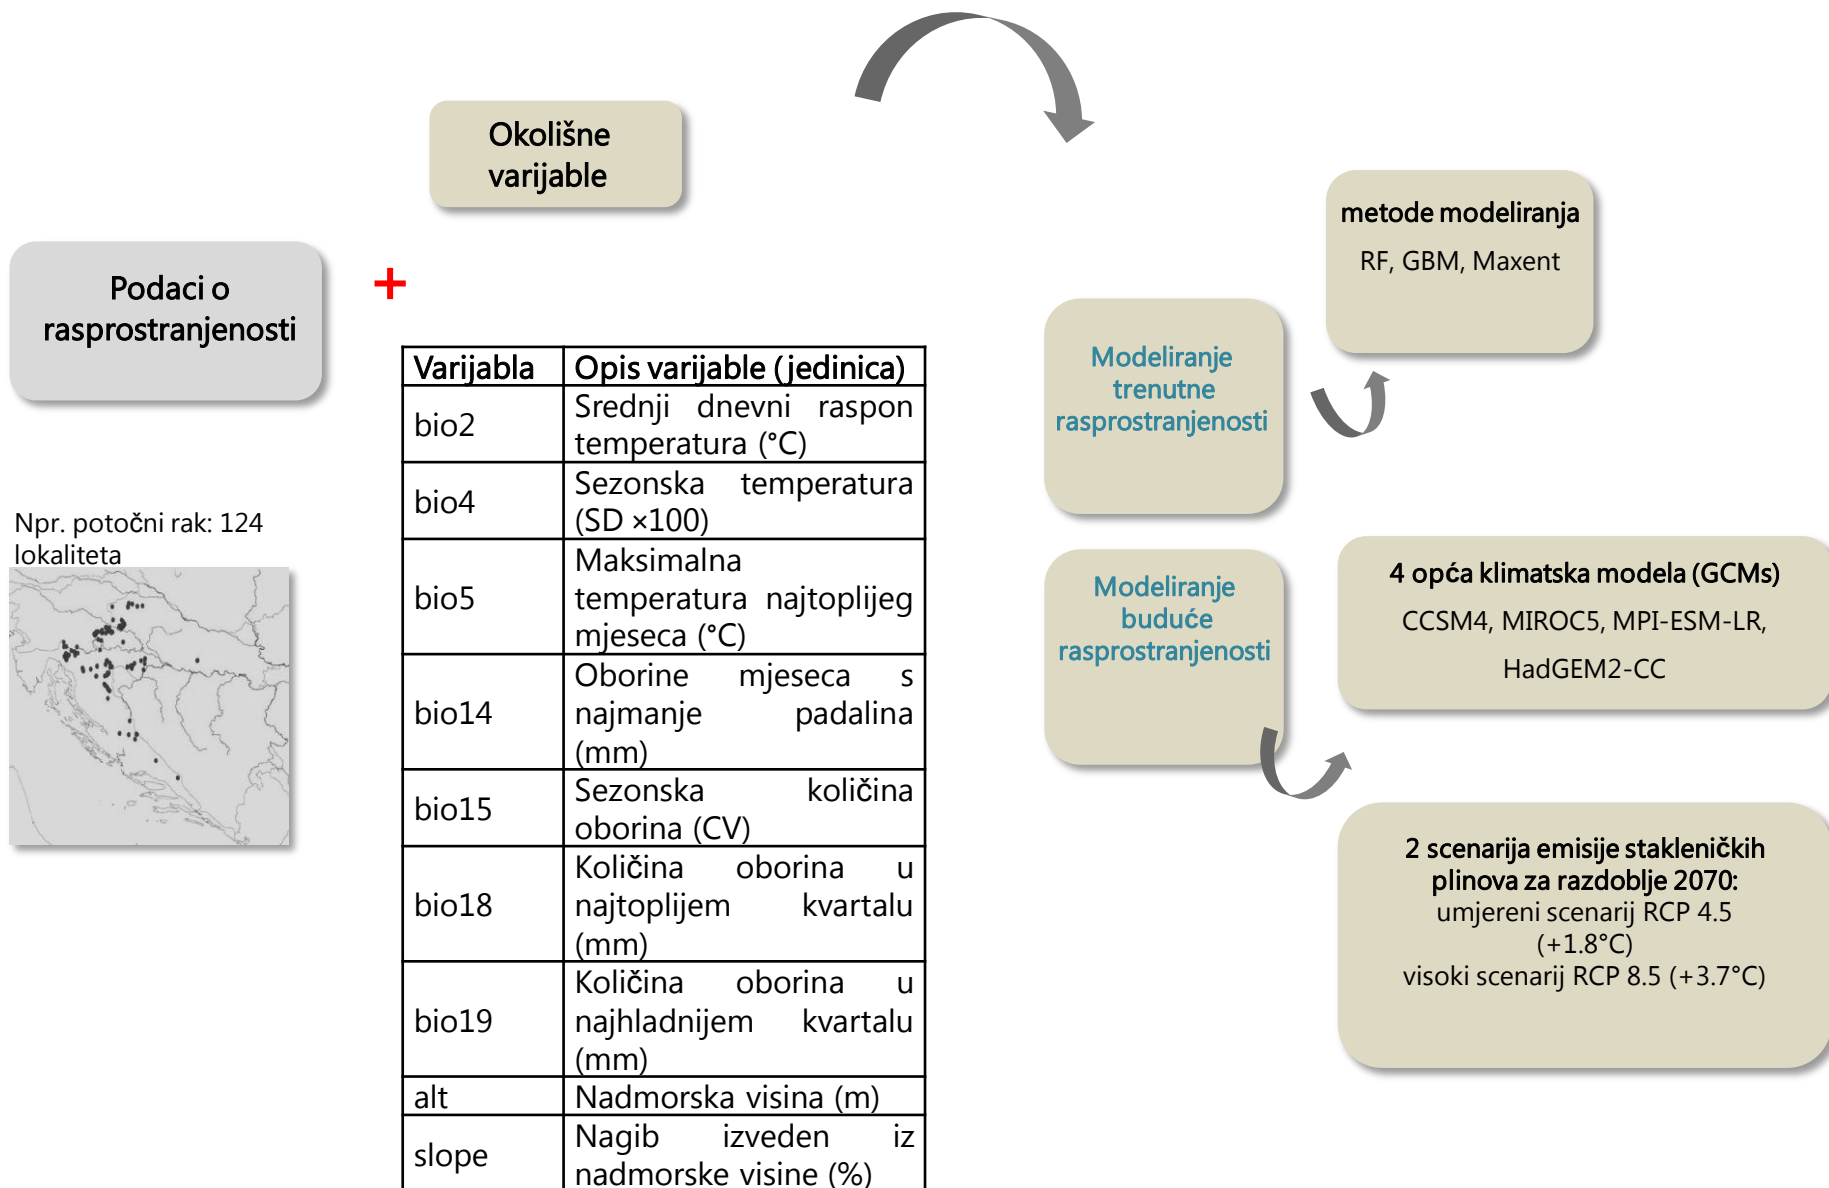 Okolišne
varijable
Podaci o
rasprostranjenosti
+
Npr. potočni rak: 124
lokaliteta
Varijabla Opis varijable (jedinica)
bio2 Srednji dnevni raspon
temperatura (°C)
bio4 Sezonska temperatura
(SD ×100)
bio5 Maksimalna
temperatura najtoplijeg
mjeseca (°C)
bio14 Oborine mjeseca s
najmanje padalina
(mm)
bio15 Sezonska količina
oborina (CV)
bio18 Količina oborina u
najtoplijem kvartalu
(mm)
bio19 Količina oborina u
najhladnijem kvartalu
(mm)
alt Nadmorska visina (m)
slope Nagib izveden iz
nadmorske visine (%)
Modeliranje
trenutne
rasprostranjenosti
metode modeliranja
RF, GBM, Maxent
Modeliranje
buduće
rasprostranjenosti
4 opća klimatska modela (GCMs)
CCSM4, MIROC5, MPI-ESM-LR,
HadGEM2-CC
2 scenarija emisije stakleničkih
plinova za razdoblje 2070:
umjereni scenarij RCP 4.5
(+1.8°C)
visoki scenarij RCP 8.5 (+3.7°C)